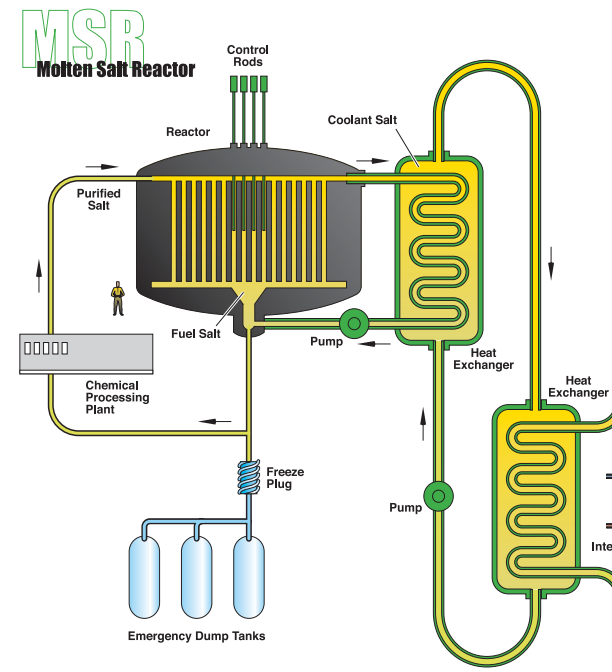 MSR
Molten Salt Reactor
Control
Rods
Reactor
Coolant Salt
Purified
Salt
Fuel Salt
Pump
Heat
Exchanger
Chemical
Processing
Plant
Heat
Exchanger
Freeze
Plug
Pump
Emergency Dump Tanks